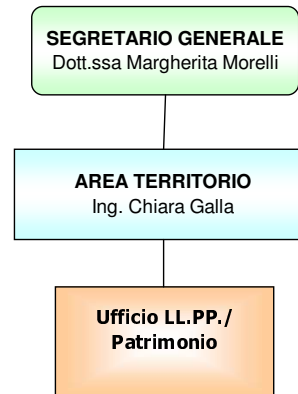 SEGRETARIO GENERALE
Dott.ssa Margherita Morelli
AREA TERRITORIO
Ing. Chiara Galla
Ufficio LL.PP./
Patrimonio